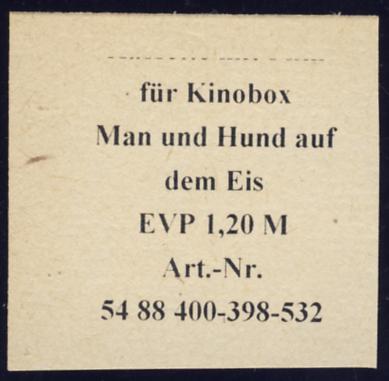 für Kinobox
Man und Hund auf
dem Eis
EVP 1,20 M
Art.-Nr.
54 88 400-398-532